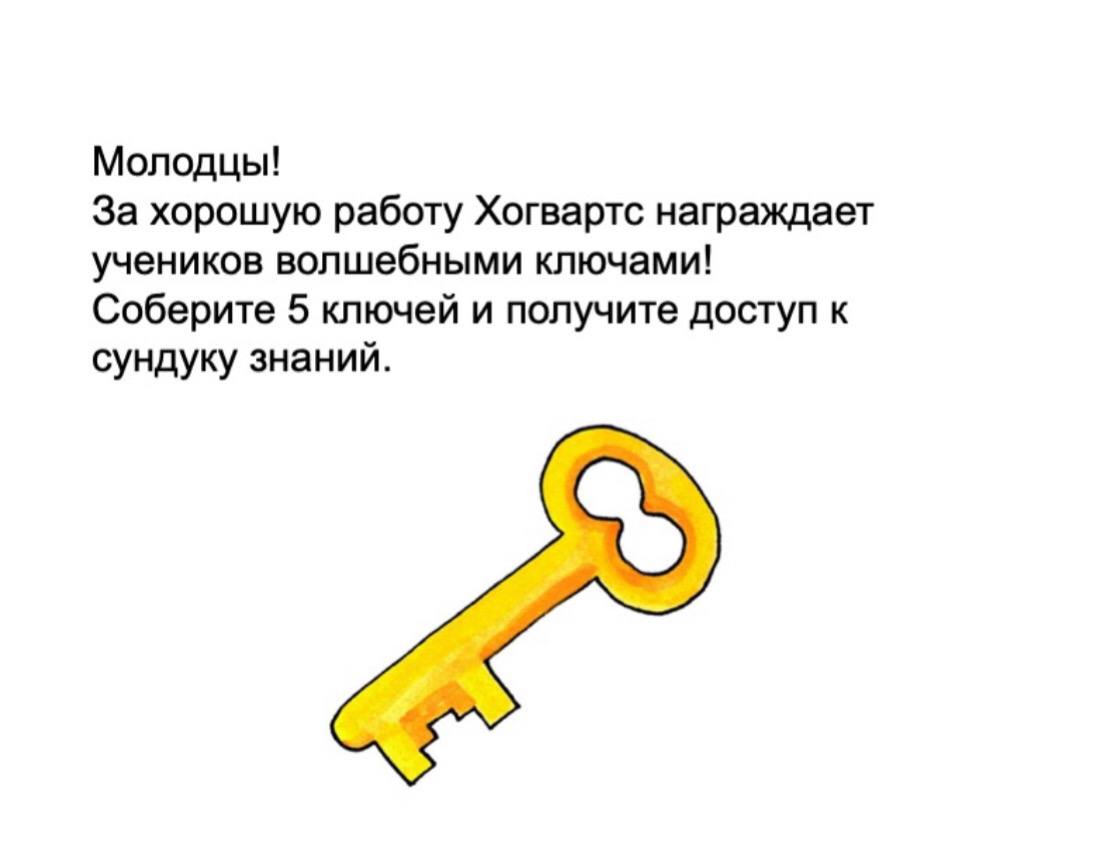 Молодцы!
За хорошую работу Хогвартс награждает
учеников волшебными ключами!
Соберите 5 ключей и получите доступ к
сундуку знаний.